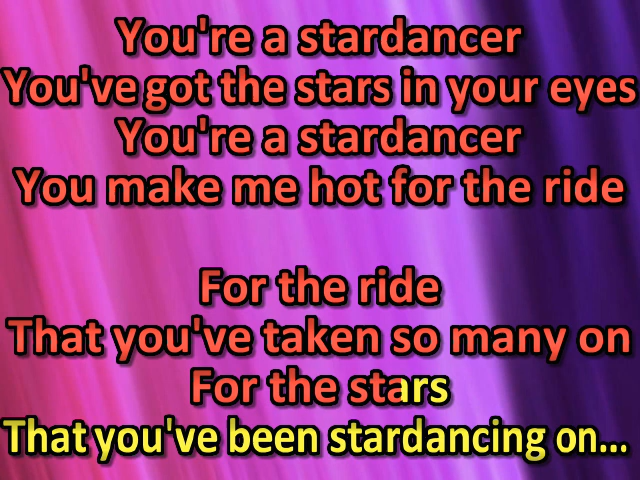 You're a stardancer
You've got the stars in your eyes
You're a stardancer
You make me hot for the ride
For the ride
That you've taken so many on
For the stars
That you've been stardancing on...